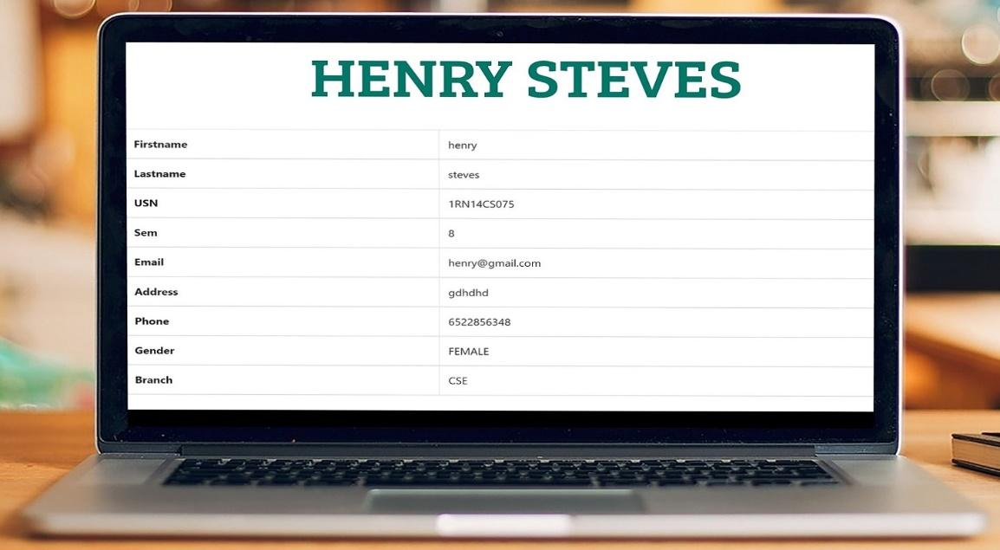 HENRY STEVES
Firstname henry
Lastname steves
USN 1RN14CS075
Sem 8
Email henry@gmail.com
Address gdhdhd
Phone 6522856348
Gender FEMALE
Branch CSE